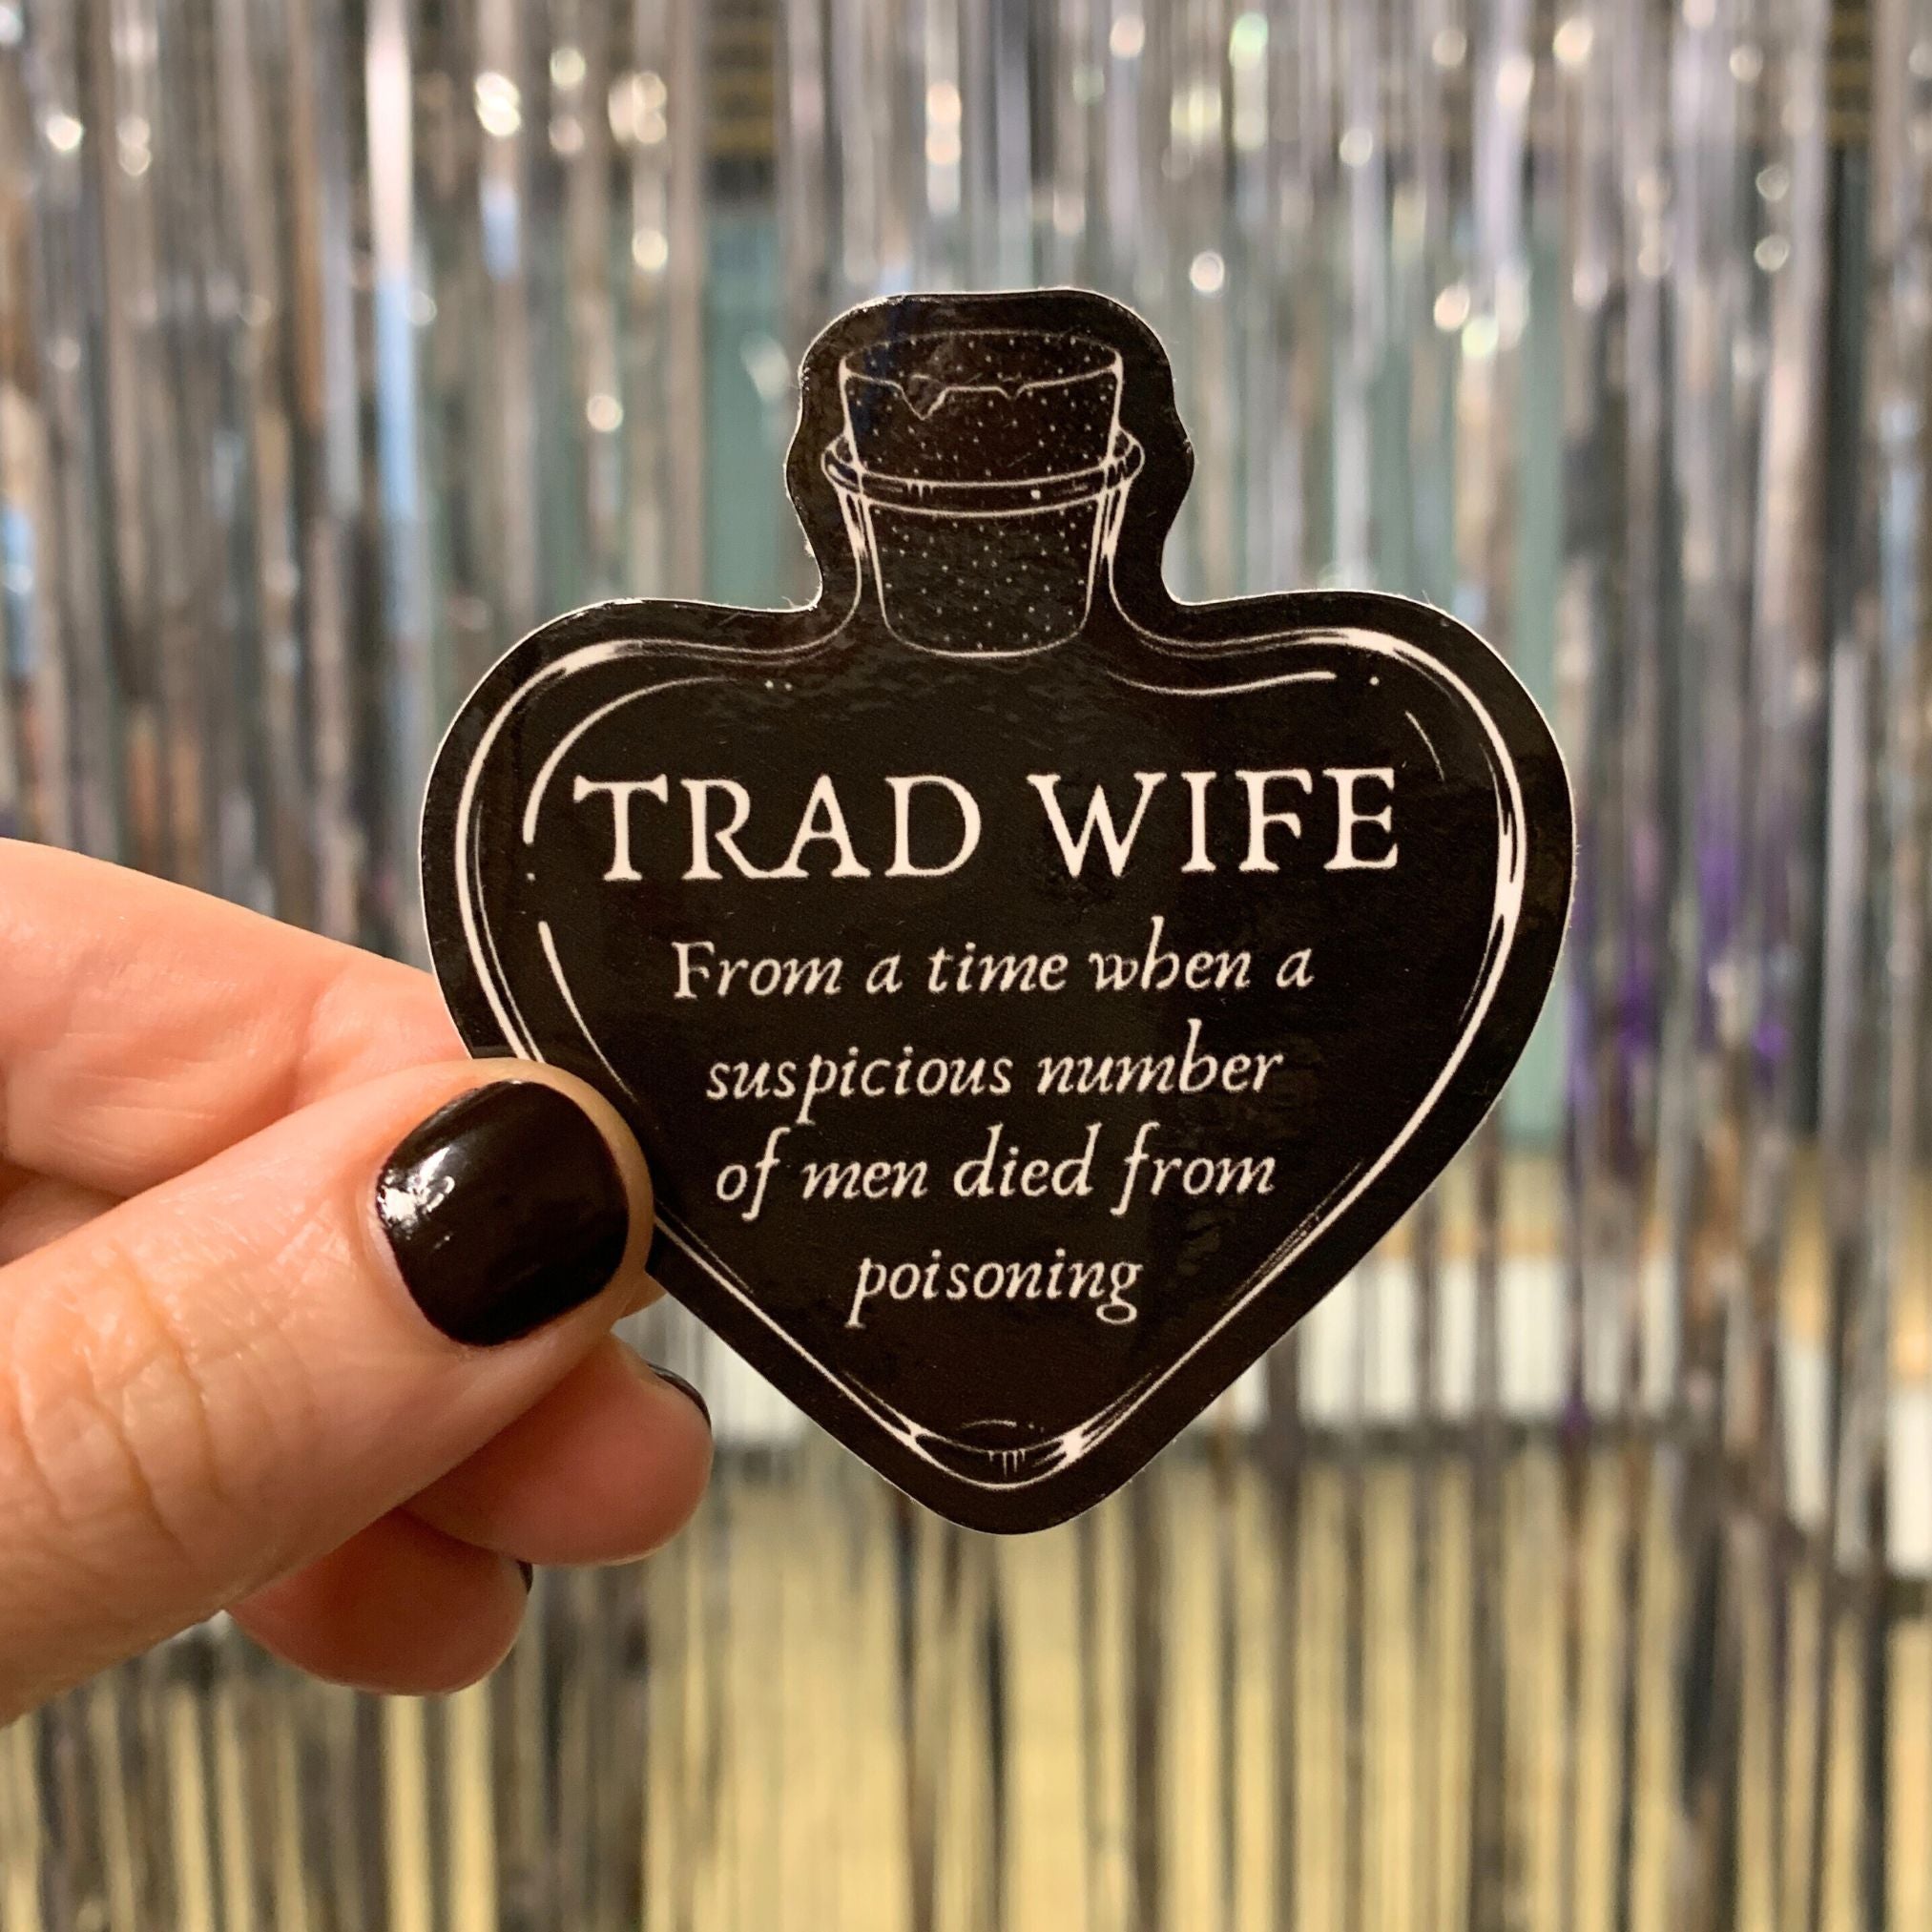 TRAD WIFE
From a time when a
suspicious number
of men died from
poisoning